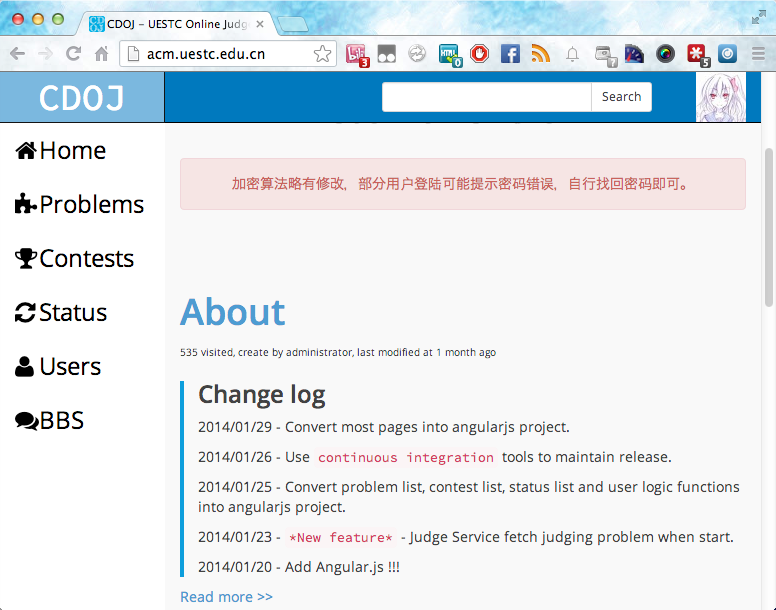 CDOJ – UESTC Online Judg
acm.uestc.edu.cn
3
0
7
5
CDOJ
Search
Home
Problems
Contests
Status
Users
BBS
加密算法略有修改，部分用户登陆可能提示密码错误，自行找回密码即可。
About
535 visited, create by administrator, last modified at 1 month ago
Change log
2014/01/29 - Convert most pages into angularjs project.
2014/01/26 - Use continuous integration tools to maintain release.
2014/01/25 - Convert problem list, contest list, status list and user logic functions
into angularjs project.
2014/01/23 - *New feature* - Judge Service fetch judging problem when start.
2014/01/20 - Add Angular.js !!!
Read more >>